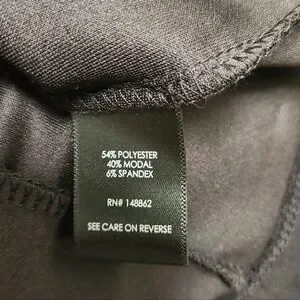 54% POLYESTER
40% MODAL
6% SPANDEX
RN# 148862
SEE CARE ON REVERSE